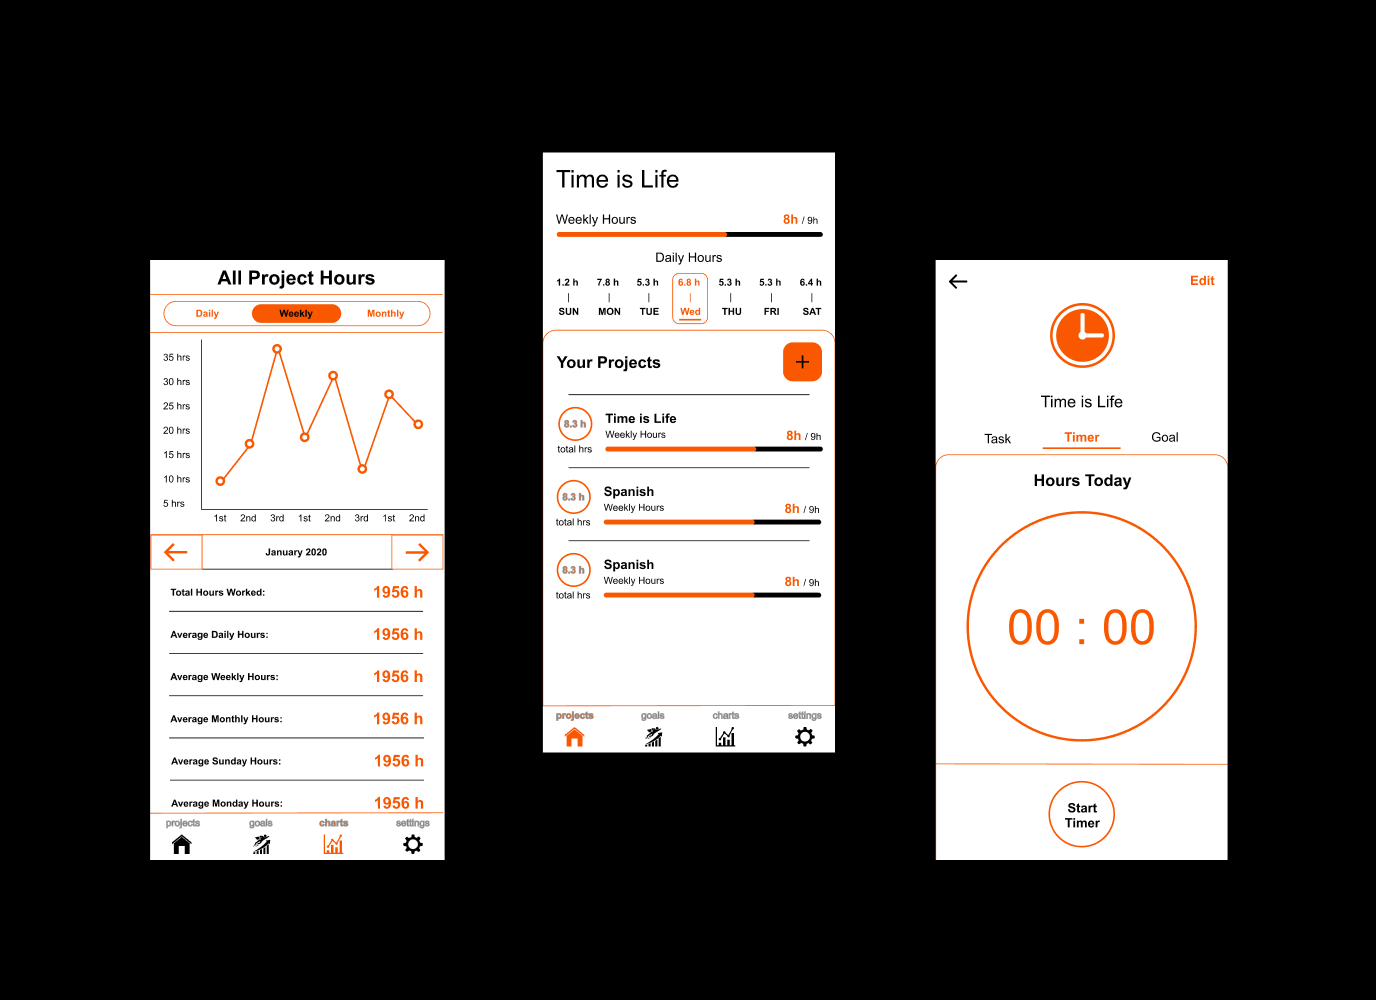 All Project Hours
Daily Weekly Monthly
35 hrs
30 hrs
25 hrs
20 hrs
15 hrs
10 hrs
5 hrs
1st 2nd 3rd 1st 2nd 3rd 1st 2nd
January 2020
Total Hours Worked: 1956 h
Average Daily Hours: 1956 h
Average Weekly Hours: 1956 h
Average Monthly Hours: 1956 h
Average Sunday Hours: 1956 h
Average Monday Hours: 1956 h
projects goals charts settings
Time is Life
Weekly Hours 8h / 9h
Daily Hours
1.2 h 7.8 h 5.3 h 6.8 h 5.3 h 5.3 h 6.4 h
SUN MON TUE Wed THU FRI SAT
Your Projects +
8.3 h Time is Life
Weekly Hours 8h / 9h
total hrs
8.3 h Spanish
Weekly Hours 8h / 9h
total hrs
8.3 h Spanish
Weekly Hours 8h / 9h
total hrs
projects goals charts settings
Edit
Time is Life
Task Timer Goal
Hours Today
00 : 00
Start
Timer